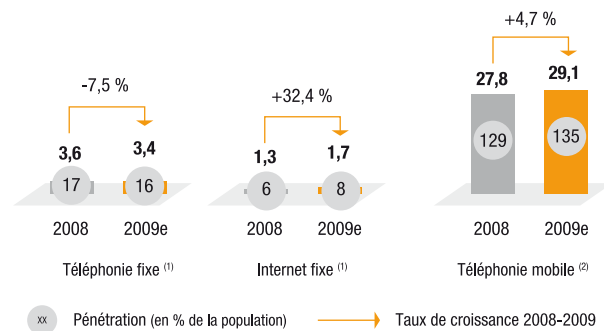 +4,7 %
-7,5 %
+32,4 %
27,8
29,1
3,6
3,4
1,3
1,7
129
135
17
16
6
8
2008
2009e
2008
2009e
2008
2009e
Téléphonie fixe (1)
Internet fixe (1)
Téléphonie mobile (2)
xx Pénétration (en % de la population)
Taux de croissance 2008-2009